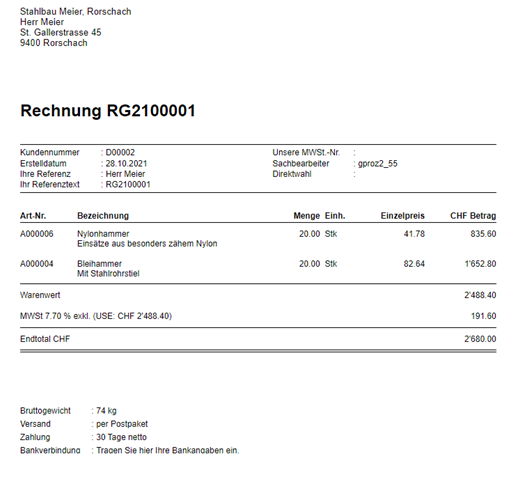 Stahlbau Meier, Rorschach
Herr Meier
St. Gallerstrasse 45
9400 Rorschach
Rechnung RG2100001
Kundennummer : D00002 Unsere MWSt.-Nr. :
Erstelldatum : 28.10.2021 Sachbearbeiter : gproz2_55
Ihre Referenz : Herr Meier Direktwahl :
Ihr Referenztext : RG2100001
Art-Nr. Bezeichnung Menge Einh. Einzelpreis CHF Betrag
A000006 Nylonhammer 20.00 Stk 41.78 835.60
Einsätze aus besonders zähem Nylon
A000004 Bleihammer 20.00 Stk 82.64 1'652.80
Mit Stahlrohrstiel
Warenwert 2'488.40
MWSt 7.70 % exkl. (USE: CHF 2'488.40) 191.60
Endtotal CHF 2'680.00
Bruttogewicht : 74 kg
Versand : per Postpaket
Zahlung : 30 Tage netto
Bankverbindung : Tragen Sie hier Ihre Bankangaben ein.